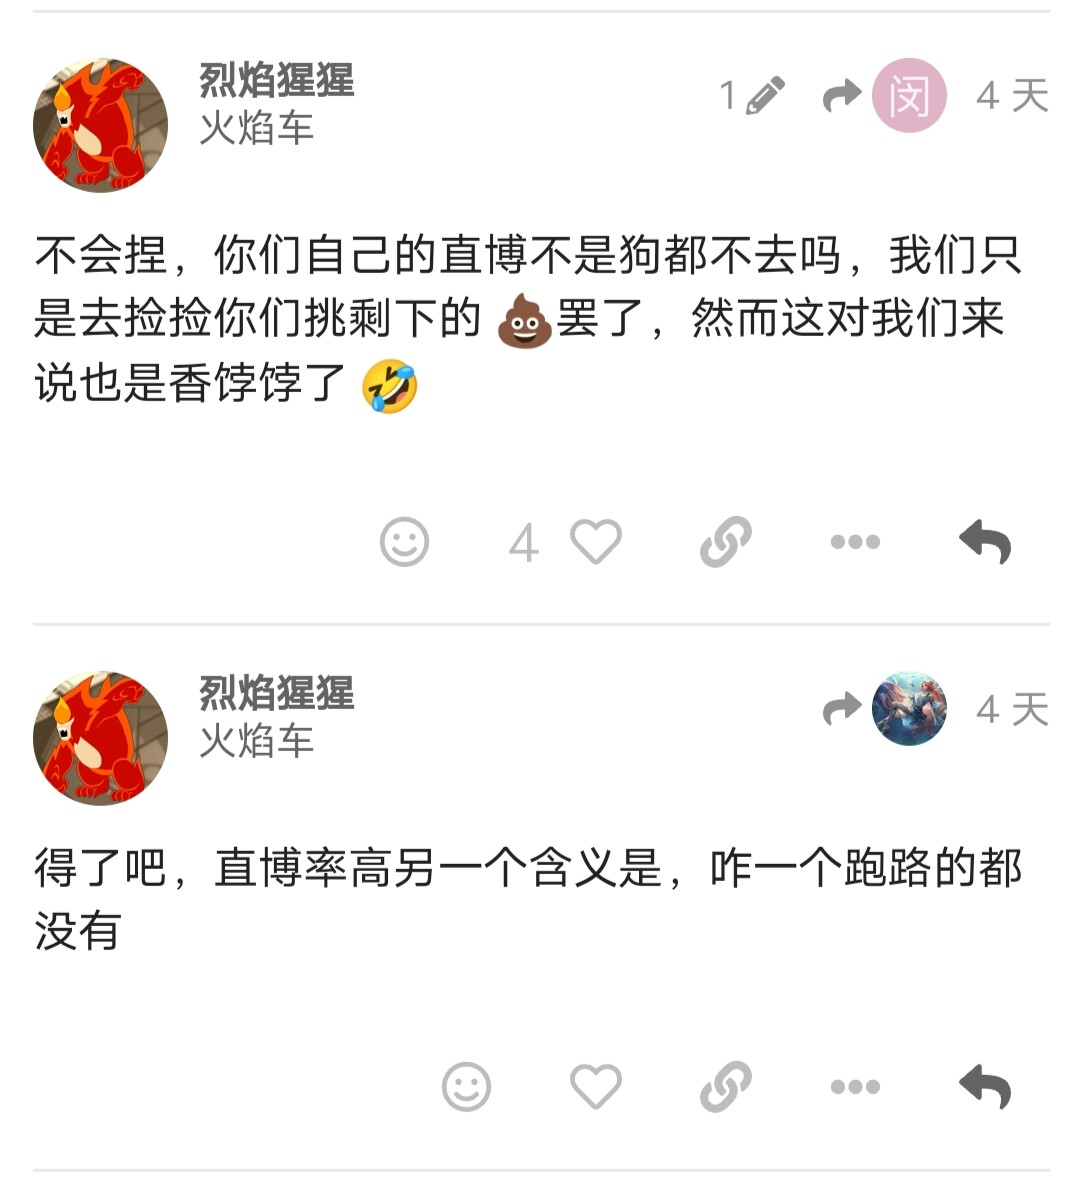 烈焰猩猩
火焰车
1
闵
4 天
不会捏，你们自己的直博不是狗都不去吗，我们只
是去捡捡你们挑剩下的 💩罢了，然而这对我们来
说也是香饽饽了 🤣
4
烈焰猩猩
火焰车
4 天
得了吧，直博率高另一个含义是，咋一个跑路的都
没有